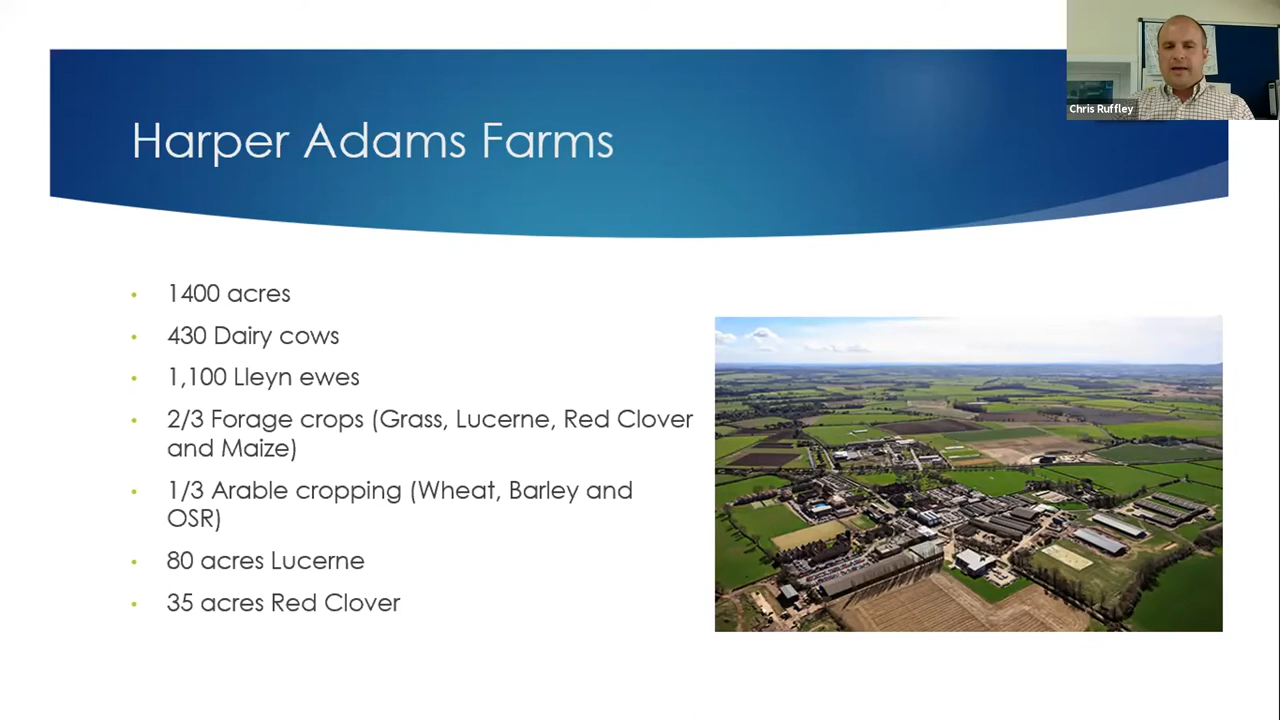 Chris Ruffley
Harper Adams Farms
• 1400 acres
• 430 Dairy cows
• 1,100 Lleyn ewes
• 2/3 Forage crops (Grass, Lucerne, Red Clover
and Maize)
• 1/3 Arable cropping (Wheat, Barley and
OSR)
• 80 acres Lucerne
• 35 acres Red Clover